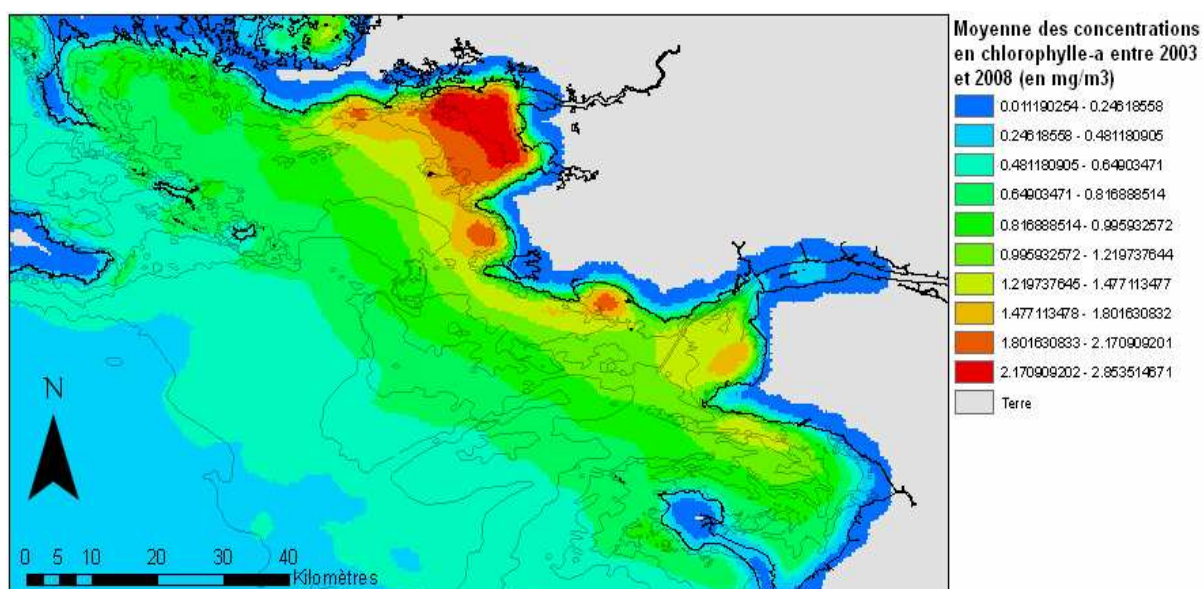 Moyenne des concentrations
en chlorophylle-a entre 2003
et 2008 (en mg/m3)
0.011190254 - 0.24618558
0.24618558 - 0.481180905
0.481180905 - 0.64903471
0.64903471 - 0.816888514
0.816888514 - 0.995932572
0.995932572 - 1.219737644
1.219737645 - 1.477113477
1.477113478 - 1.801630832
1.801630833 - 2.170909201
2.170909202 - 2.853514671
Terre
N
0 5 10 20 30 40
Kilomètres